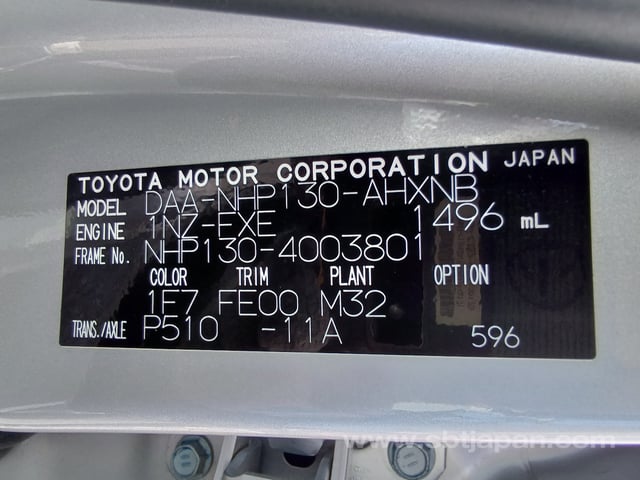 TOYOTA MOTOR CORPORATION JAPAN
MODEL DAA-NHP130-AHXNB
ENGINE 1NZ-EXE 1496 mL
FRAME No. NHP130-4003801
COLOR TRIM PLANT OPTION
1F7 FE00 M32
TRANS./AXLE P510 -11A 596
www.sbtjapan.com